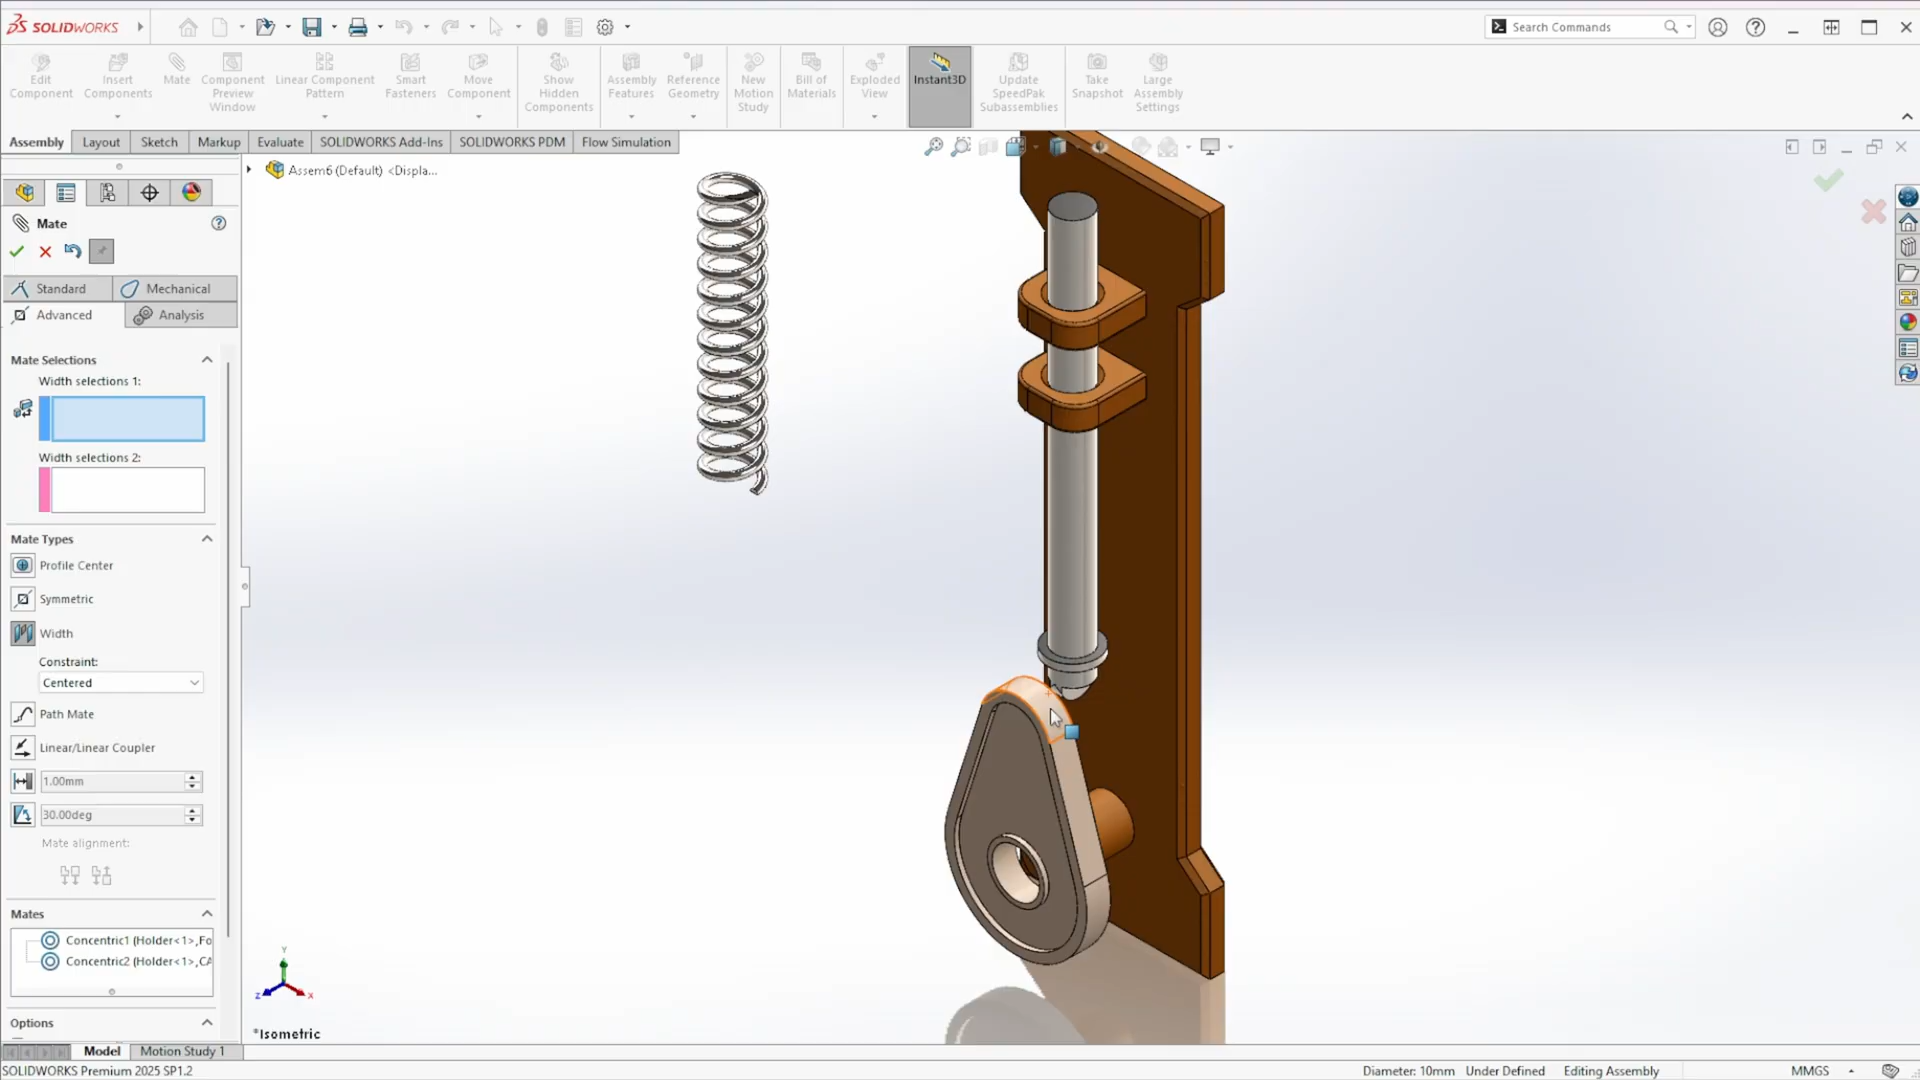 SOLIDWORKS
Search Commands
Edit Component
Insert Components
Mate
Component Preview Window
Linear Component Pattern
Smart Fasteners
Move Component
Show Hidden Components
Assembly Features
Reference Geometry
New Motion Study
Bill of Materials
Exploded View
Instant3D
Update SpeedPak Subassemblies
Take Snapshot
Large Assembly Settings
Assembly
Layout
Sketch
Markup
Evaluate
SOLIDWORKS Add-Ins
SOLIDWORKS PDM
Flow Simulation
Assem6 (Default) <Displa...
Mate
Standard
Mechanical
Advanced
Analysis
Mate Selections
Width selections 1:
Width selections 2:
Mate Types
Profile Center
Symmetric
Width
Constraint:
Centered
Path Mate
Linear/Linear Coupler
1.00mm
30.00deg
Mate alignment:
Mates
Concentric1 (Holder<1>,Fo
Concentric2 (Holder<1>,CA
Options
Y
Z
X
*Isometric
Model
Motion Study 1
SOLIDWORKS Premium 2025 SP1.2
Diameter: 10mm
Under Defined
Editing Assembly
MMGS